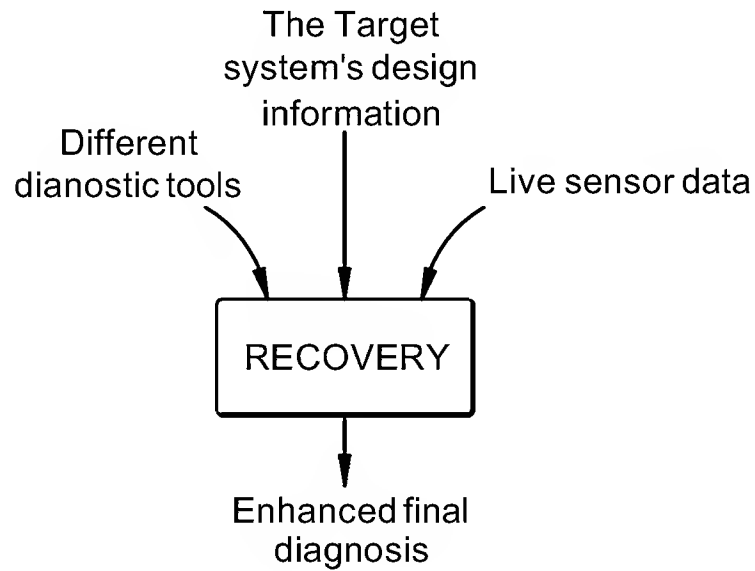 The Target
system's design
information
Different
dianostic tools
Live sensor data
RECOVERY
Enhanced final
diagnosis